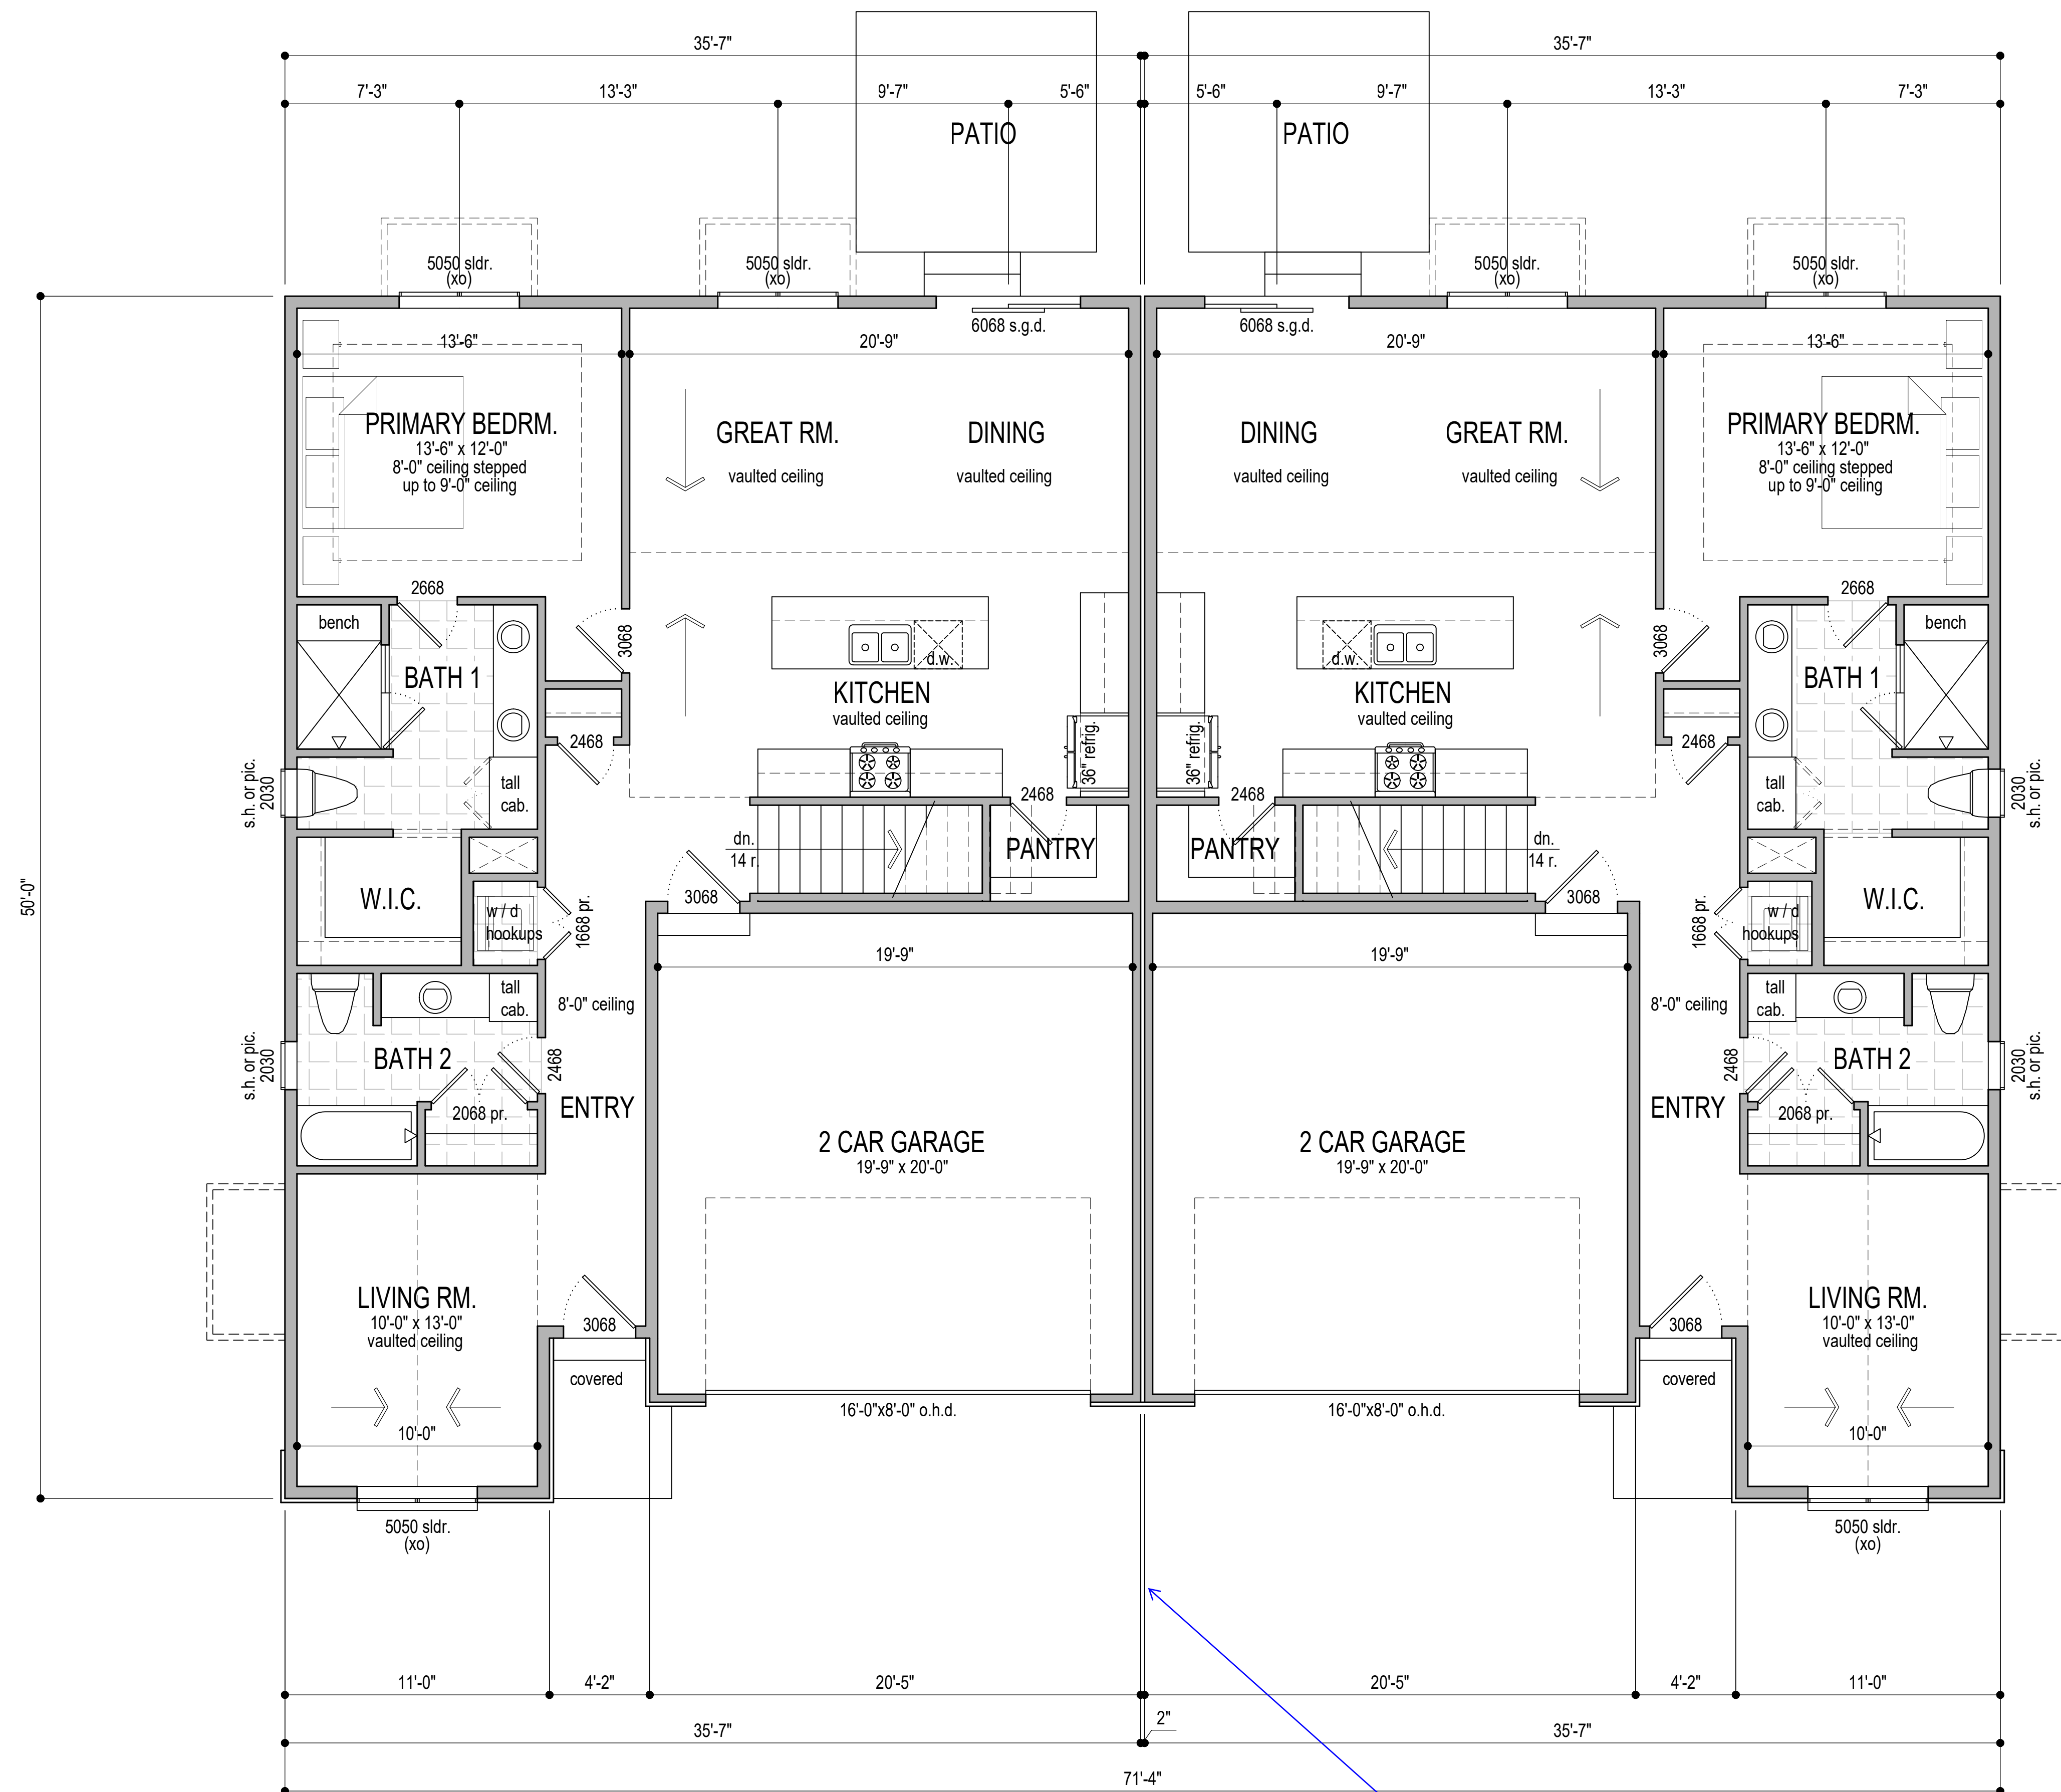 35'-7"
35'-7"
7'-3"
13'-3"
9'-7"
5'-6"
5'-6"
9'-7"
13'-3"
7'-3"
PATIO
PATIO
5050 sldr.
(xo)
5050 sldr.
(xo)
5050 sldr.
(xo)
5050 sldr.
(xo)
6068 s.g.d.
6068 s.g.d.
13'-6"
20'-9"
20'-9"
13'-6"
PRIMARY BEDRM.
13'-6" x 12'-0"
8'-0" ceiling stepped
up to 9'-0" ceiling
GREAT RM.
vaulted ceiling
DINING
vaulted ceiling
DINING
vaulted ceiling
GREAT RM.
vaulted ceiling
PRIMARY BEDRM.
13'-6" x 12'-0"
8'-0" ceiling stepped
up to 9'-0" ceiling
2668
2668
bench
3068
d.w.
d.w.
3068
bench
BATH 1
KITCHEN
vaulted ceiling
KITCHEN
vaulted ceiling
BATH 1
2468
36" refrig.
36" refrig.
2468
s.h. or pic.
2030
tall
cab.
2468
2468
tall
cab.
2030
s.h. or pic.
dn.
14 r.
PANTRY
PANTRY
dn.
14 r.
W.I.C.
3068
3068
W.I.C.
w / d
hookups
1668 pr.
1668 pr.
w / d
hookups
19'-9"
19'-9"
tall
cab.
8'-0" ceiling
8'-0" ceiling
tall
cab.
s.h. or pic.
2030
BATH 2
2468
2468
BATH 2
2030
s.h. or pic.
2068 pr.
ENTRY
ENTRY
2068 pr.
2 CAR GARAGE
19'-9" x 20'-0"
2 CAR GARAGE
19'-9" x 20'-0"
50'-0"
LIVING RM.
10'-0" x 13'-0"
vaulted ceiling
3068
3068
LIVING RM.
10'-0" x 13'-0"
vaulted ceiling
covered
covered
16'-0"x8'-0" o.h.d.
16'-0"x8'-0" o.h.d.
10'-0"
10'-0"
5050 sldr.
(xo)
5050 sldr.
(xo)
11'-0"
4'-2"
20'-5"
20'-5"
4'-2"
11'-0"
35'-7"
2"
35'-7"
71'-4"